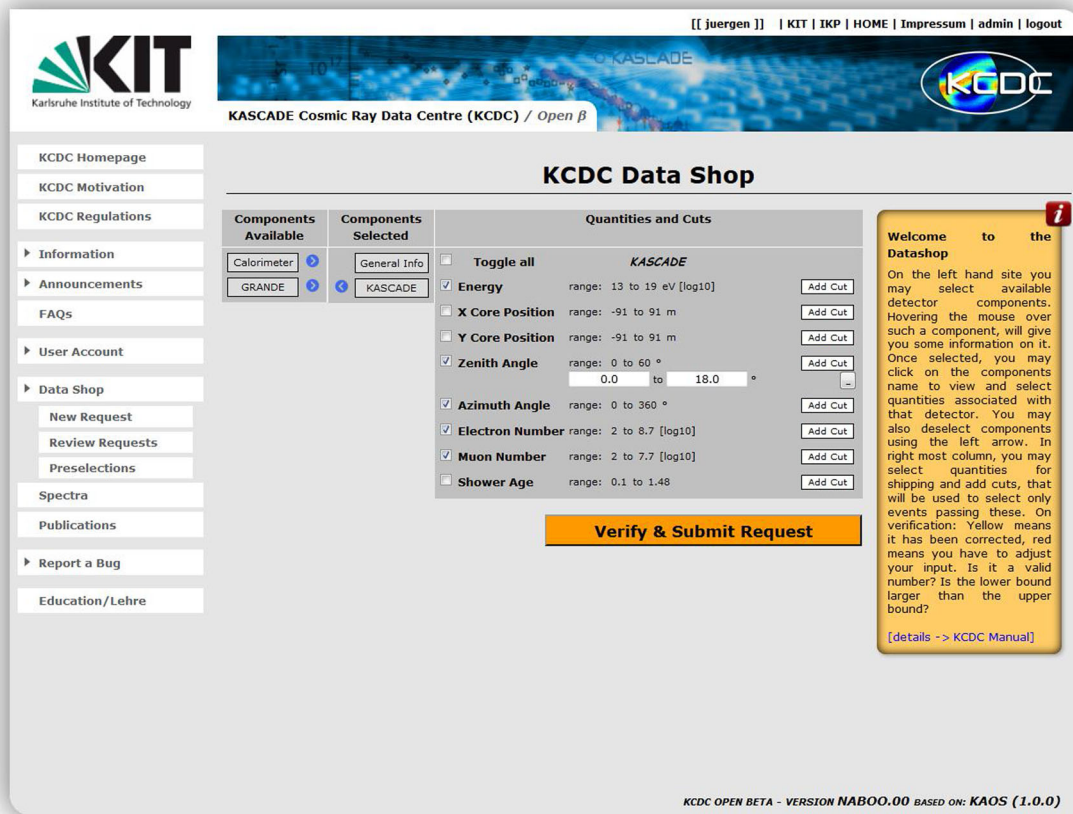 [[ juergen ]] | KIT | IKP | HOME | Impressum | admin | logout
KIT
Karlsruhe Institute of Technology
KASCADE
KCDC
KASCADE Cosmic Ray Data Centre (KCDC) / Open β
KCDC Homepage
KCDC Motivation
KCDC Regulations
Information
Announcements
FAQs
User Account
Data Shop
New Request
Review Requests
Preselections
Spectra
Publications
Report a Bug
Education/Lehre
KCDC Data Shop
Components Available
Components Selected
Quantities and Cuts
Calorimeter
GRANDE
General Info
KASCADE
Toggle all KASCADE
Energy range: 13 to 19 eV [log10] Add Cut
X Core Position range: -91 to 91 m Add Cut
Y Core Position range: -91 to 91 m Add Cut
Zenith Angle range: 0 to 60 ° Add Cut
0.0 to 18.0 ° -
Azimuth Angle range: 0 to 360 ° Add Cut
Electron Number range: 2 to 8.7 [log10] Add Cut
Muon Number range: 2 to 7.7 [log10] Add Cut
Shower Age range: 0.1 to 1.48 Add Cut
Verify & Submit Request
i
Welcome to the
Datashop
On the left hand site you
may select available
detector components.
Hovering the mouse over
such a component, will give
you some information on it.
Once selected, you may
click on the components
name to view and select
quantities associated with
that detector. You may
also deselect components
using the left arrow. In
right most column, you may
select quantities for
shipping and add cuts, that
will be used to select only
events passing these. On
verification: Yellow means
it has been corrected, red
means you have to adjust
your input. Is it a valid
number? Is the lower bound
larger than the upper
bound?
[details -> KCDC Manual]
KCDC OPEN BETA - VERSION NABOO.00 BASED ON: KAOS (1.0.0)